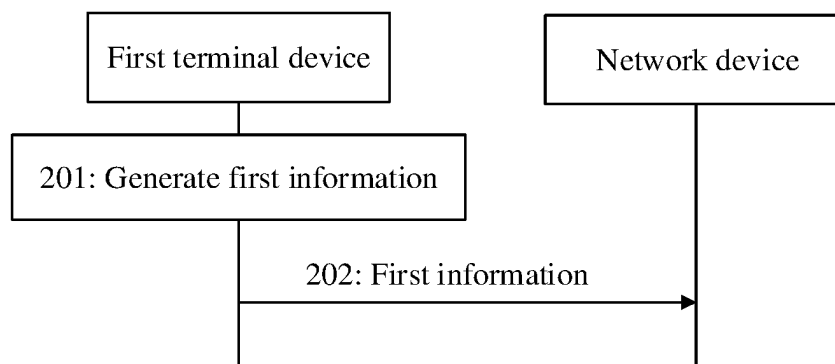 First terminal device
Network device
201: Generate first information
202: First information